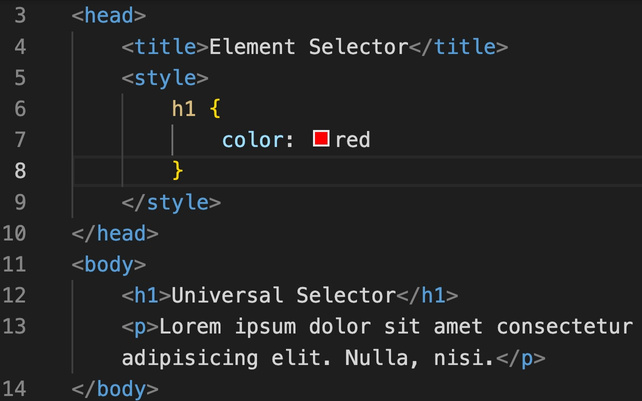 3 <head>
4 <title>Element Selector</title>
5 <style>
6 h1 {
7 color: red
8 }
9 </style>
10 </head>
11 <body>
12 <h1>Universal Selector</h1>
13 <p>Lorem ipsum dolor sit amet consectetur
adipisicing elit. Nulla, nisi.</p>
14 </body>